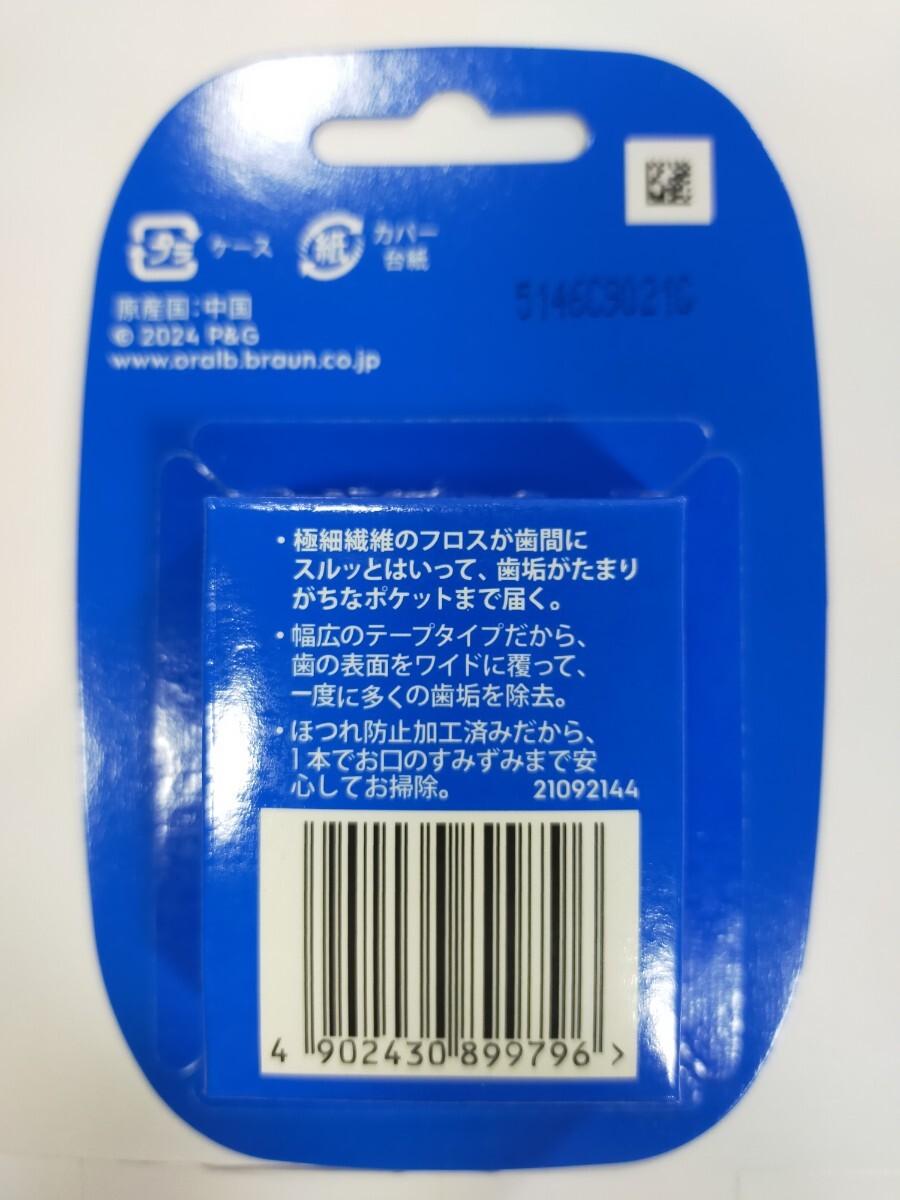 プラ ケース 紙 カバー
台紙
原産国：中国
© 2024 P&G
www.oralb.braun.co.jp
5146C9021G
・極細繊維のフロスが歯間に
スルッとはいって、歯垢がたまり
がちなポケットまで届く。
・幅広のテープタイプだから、
歯の表面をワイドに覆って、
一度に多くの歯垢を除去。
・ほつれ防止加工済みだから、
1本でお口のすみずみまで安
心してお掃除。 21092144
4 902430 899796 >